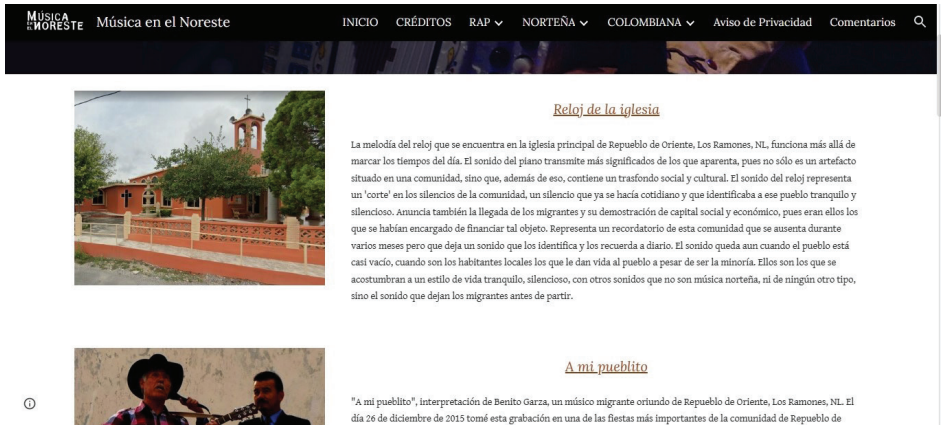 MÚSICA EN EL NORESTE
Música en el Noreste
INICIO CRÉDITOS RAP NORTEÑA COLOMBIANA Aviso de Privacidad Comentarios
Reloj de la iglesia
La melodía del reloj que se encuentra en la iglesia principal de Repueblo de Oriente, Los Ramones, NL, funciona más allá de
marcar los tiempos del día. El sonido del piano transmite más significados de los que aparenta, pues no sólo es un artefacto
situado en una comunidad, sino que, además de eso, contiene un trasfondo social y cultural. El sonido del reloj representa
un 'corte' en los silencios de la comunidad, un silencio que ya se hacía cotidiano y que identificaba a ese pueblo tranquilo y
silencioso. Anuncia también la llegada de los migrantes y su demostración de capital social y económico, pues eran ellos los
que se habían encargado de financiar tal objeto. Representa un recordatorio de esta comunidad que se ausenta durante
varios meses pero que deja un sonido que los identifica y los recuerda a diario. El sonido queda aun cuando el pueblo está
casi vacío, cuando son los habitantes locales los que le dan vida al pueblo a pesar de ser la minoría. Ellos son los que se
acostumbran a un estilo de vida tranquilo, silencioso, con otros sonidos que no son música norteña, ni de ningún otro tipo,
sino el sonido que dejan los migrantes antes de partir.
A mi pueblito
"A mi pueblito", interpretación de Benito Garza, un músico migrante oriundo de Repueblo de Oriente, Los Ramones, NL. El
día 26 de diciembre de 2015 tomé esta grabación en una de las fiestas más importantes de la comunidad de Repueblo de